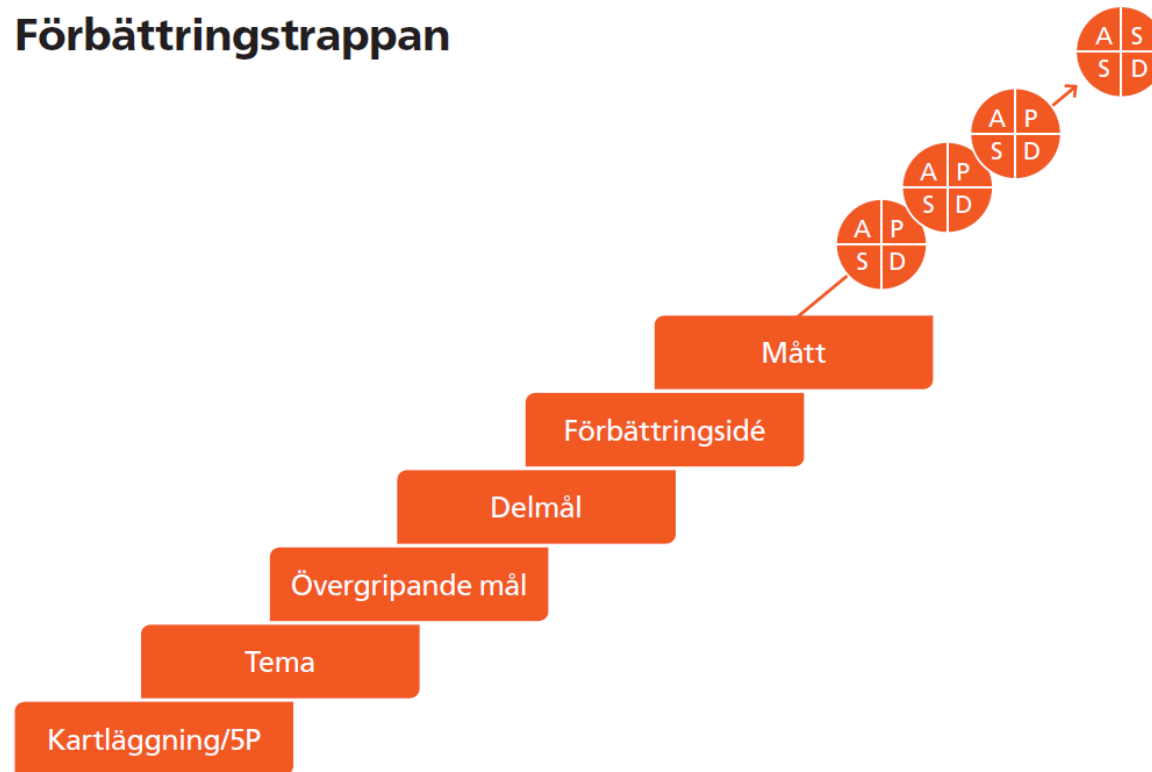 Förbättringstrappan
A S
S D
A P
S D
A P
S D
A P
S D
Mått
Förbättringsidé
Delmål
Övergripande mål
Tema
Kartläggning/5P